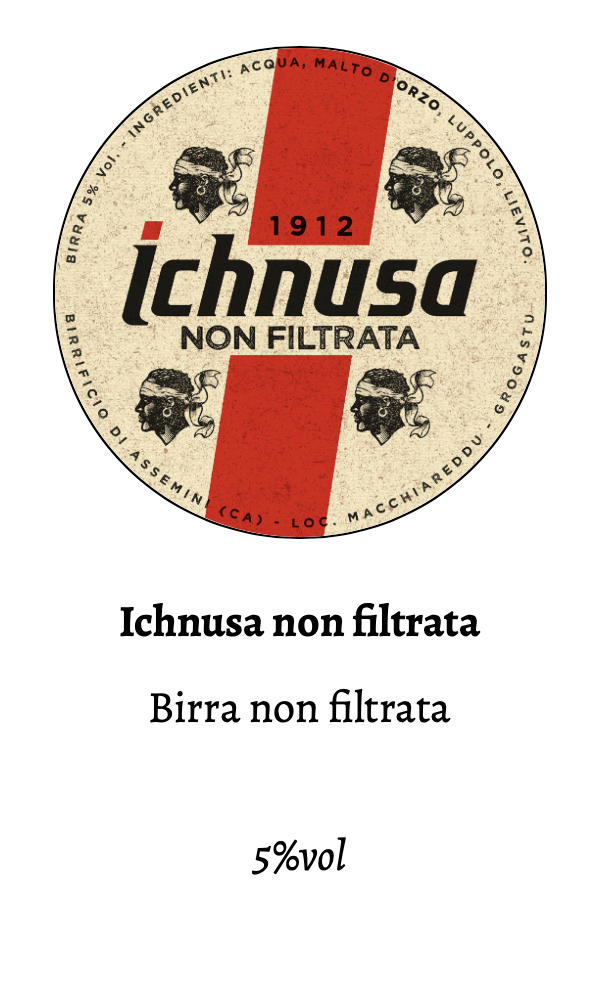 BIRRA 5% Vol. - INGREDIENTI: ACQUA, MALTO D'ORZO, LUPPOLO, LIEVITO.
1912
ichnusa
NON FILTRATA
BIRRIFICIO DI ASSEMINI (CA) - LOC. MACCHIAREDDU - GROGASTU
Ichnusa non filtrata
Birra non filtrata
5%vol